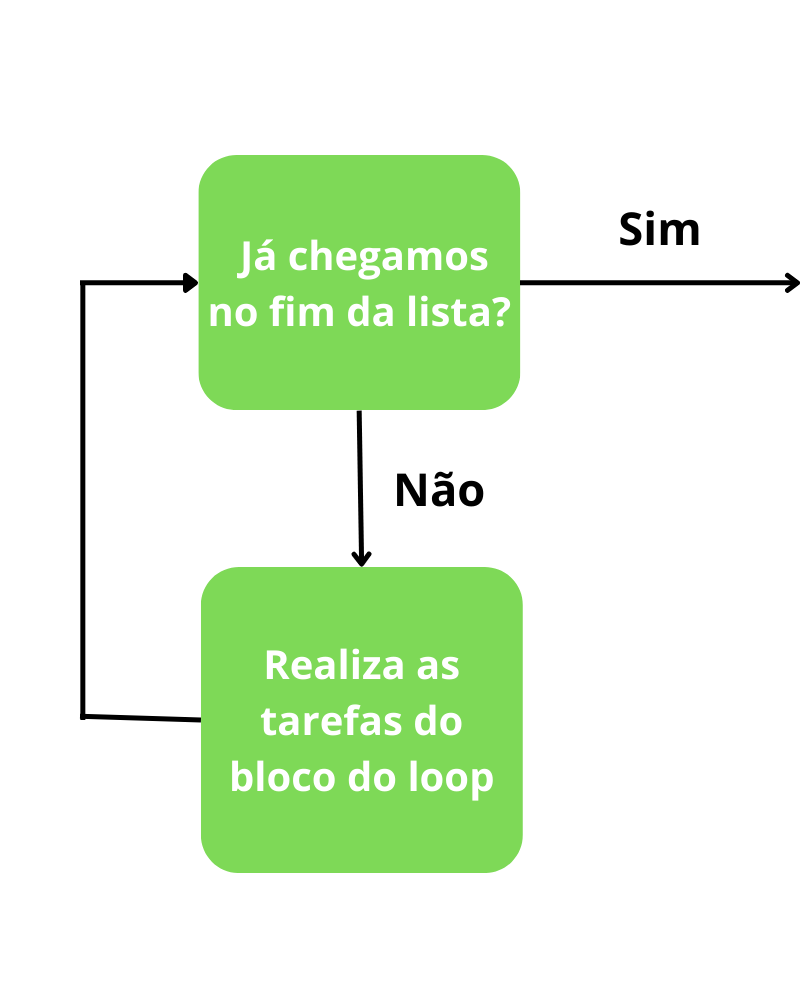 Já chegamos
no fim da lista?
Sim
Não
Realiza as
tarefas do
bloco do loop